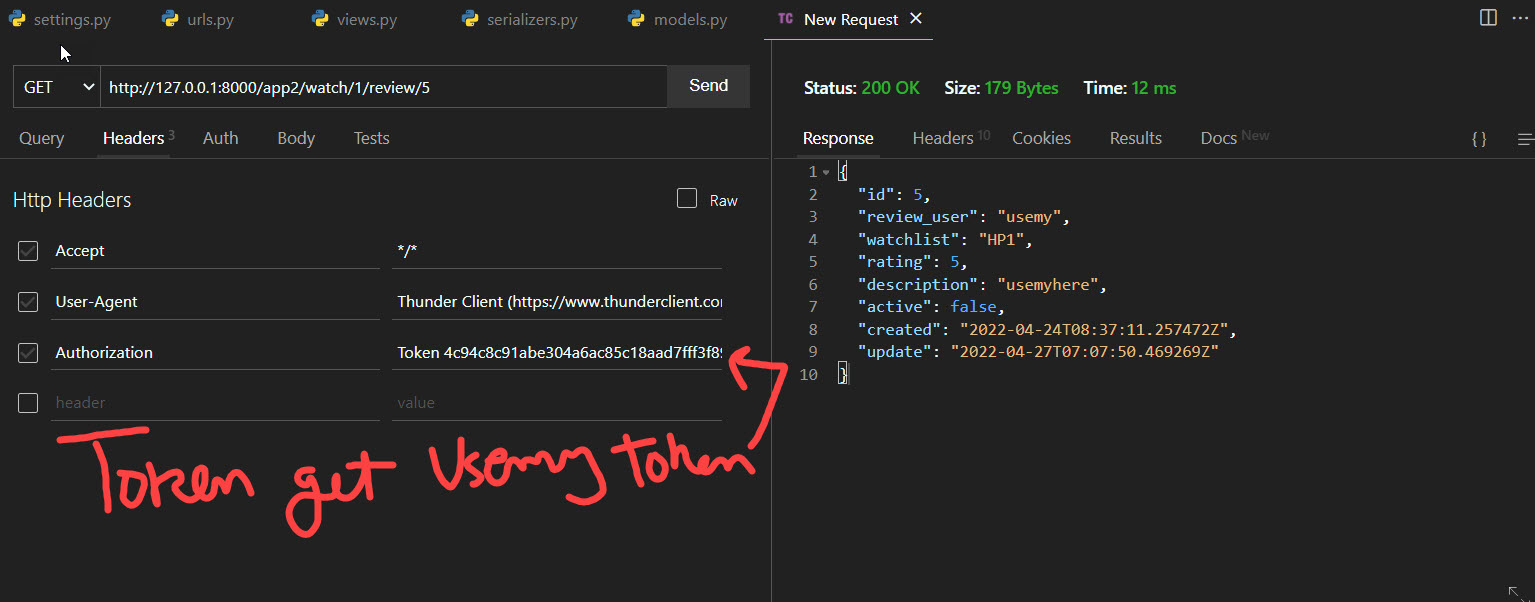 settings.py urls.py views.py serializers.py models.py TC New Request
GET http://127.0.0.1:8000/app2/watch/1/review/5 Send
Status: 200 OK Size: 179 Bytes Time: 12 ms
Query Headers 3 Auth Body Tests
Response Headers 10 Cookies Results Docs New {}
Http Headers Raw
Accept */*
User-Agent Thunder Client (https://www.thunderclient.co
Authorization Token 4c94c8c91abe304a6ac85c18aad7fff3f89
header value
1 {
2 "id": 5,
3 "review_user": "usemy",
4 "watchlist": "HP1",
5 "rating": 5,
6 "description": "usemyhere",
7 "active": false,
8 "created": "2022-04-24T08:37:11.257472Z",
9 "update": "2022-04-27T07:07:50.469269Z"
10 }
Token get Usemy token